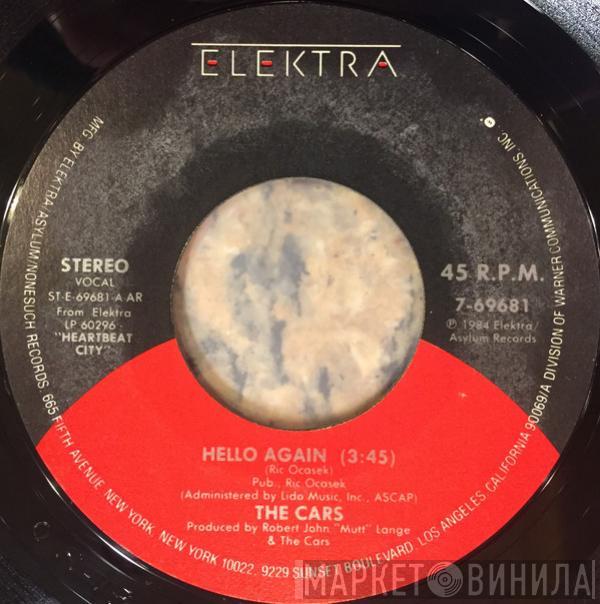 ELEKTRA
STEREO
VOCAL
ST-E-69681-A AR
From Elektra
LP 60296 -
"HEARTBEAT
CITY"
45 R.P.M.
7-69681
℗ 1984 Elektra/
Asylum Records
HELLO AGAIN (3:45)
(Ric Ocasek)
Pub., Ric Ocasek
(Administered by Lido Music, Inc., ASCAP)
THE CARS
Produced by Robert John "Mutt" Lange
& The Cars
MFG. BY ELEKTRA/ASYLUM/NONESUCH RECORDS. 665 FIFTH AVENUE, NEW YORK, NEW YORK 10022. 9229 SUNSET BOULEVARD, LOS ANGELES, CALIFORNIA 90069/A DIVISION OF WARNER COMMUNICATIONS, INC.
МАРКЕТ ВИНИЛА